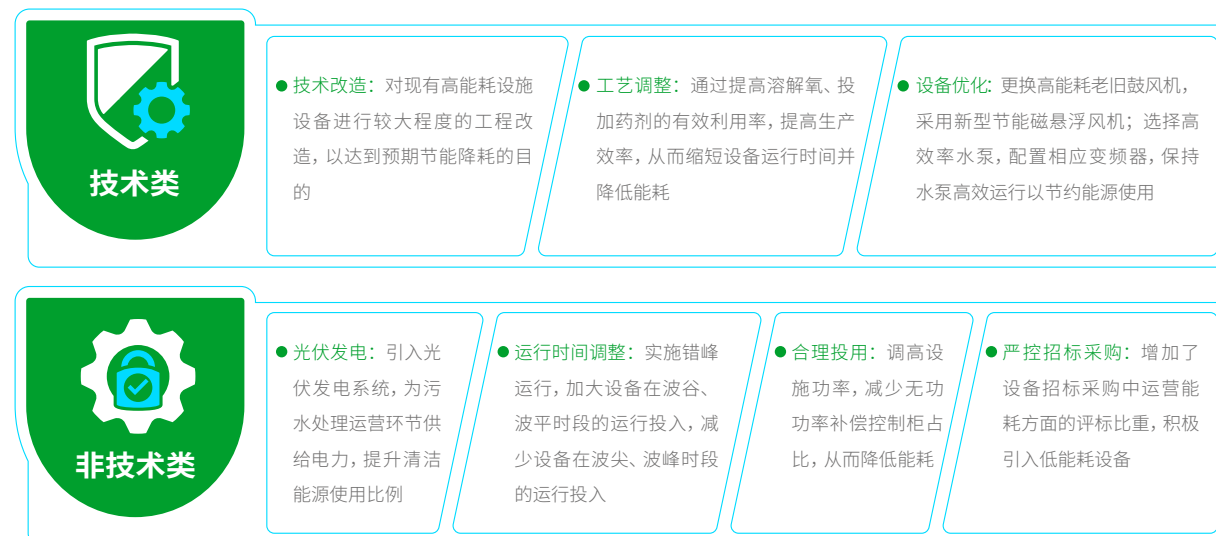 技术类
技术改造：对现有高能耗设施
设备进行较大程度的工程改
造，以达到预期节能降耗的目
的
工艺调整：通过提高溶解氧、投
加药剂的有效利用率，提高生产
效率，从而缩短设备运行时间并
降低能耗
设备优化：更换高能耗老旧鼓风机，
采用新型节能磁悬浮风机；选择高
效率水泵，配置相应变频器，保持
水泵高效运行以节约能源使用
非技术类
光伏发电：引入光
伏发电系统，为污
水处理运营环节供
给电力，提升清洁
能源使用比例
运行时间调整：实施错峰
运行，加大设备在波谷、
波平时段的运行投入，减
少设备在波尖、波峰时段
的运行投入
合理投用：调高设
施功率，减少无功
功率补偿控制柜占
比，从而降低能耗
严控招标采购：增加了
设备招标采购中运营能
耗方面的评标比重，积极
引入低能耗设备